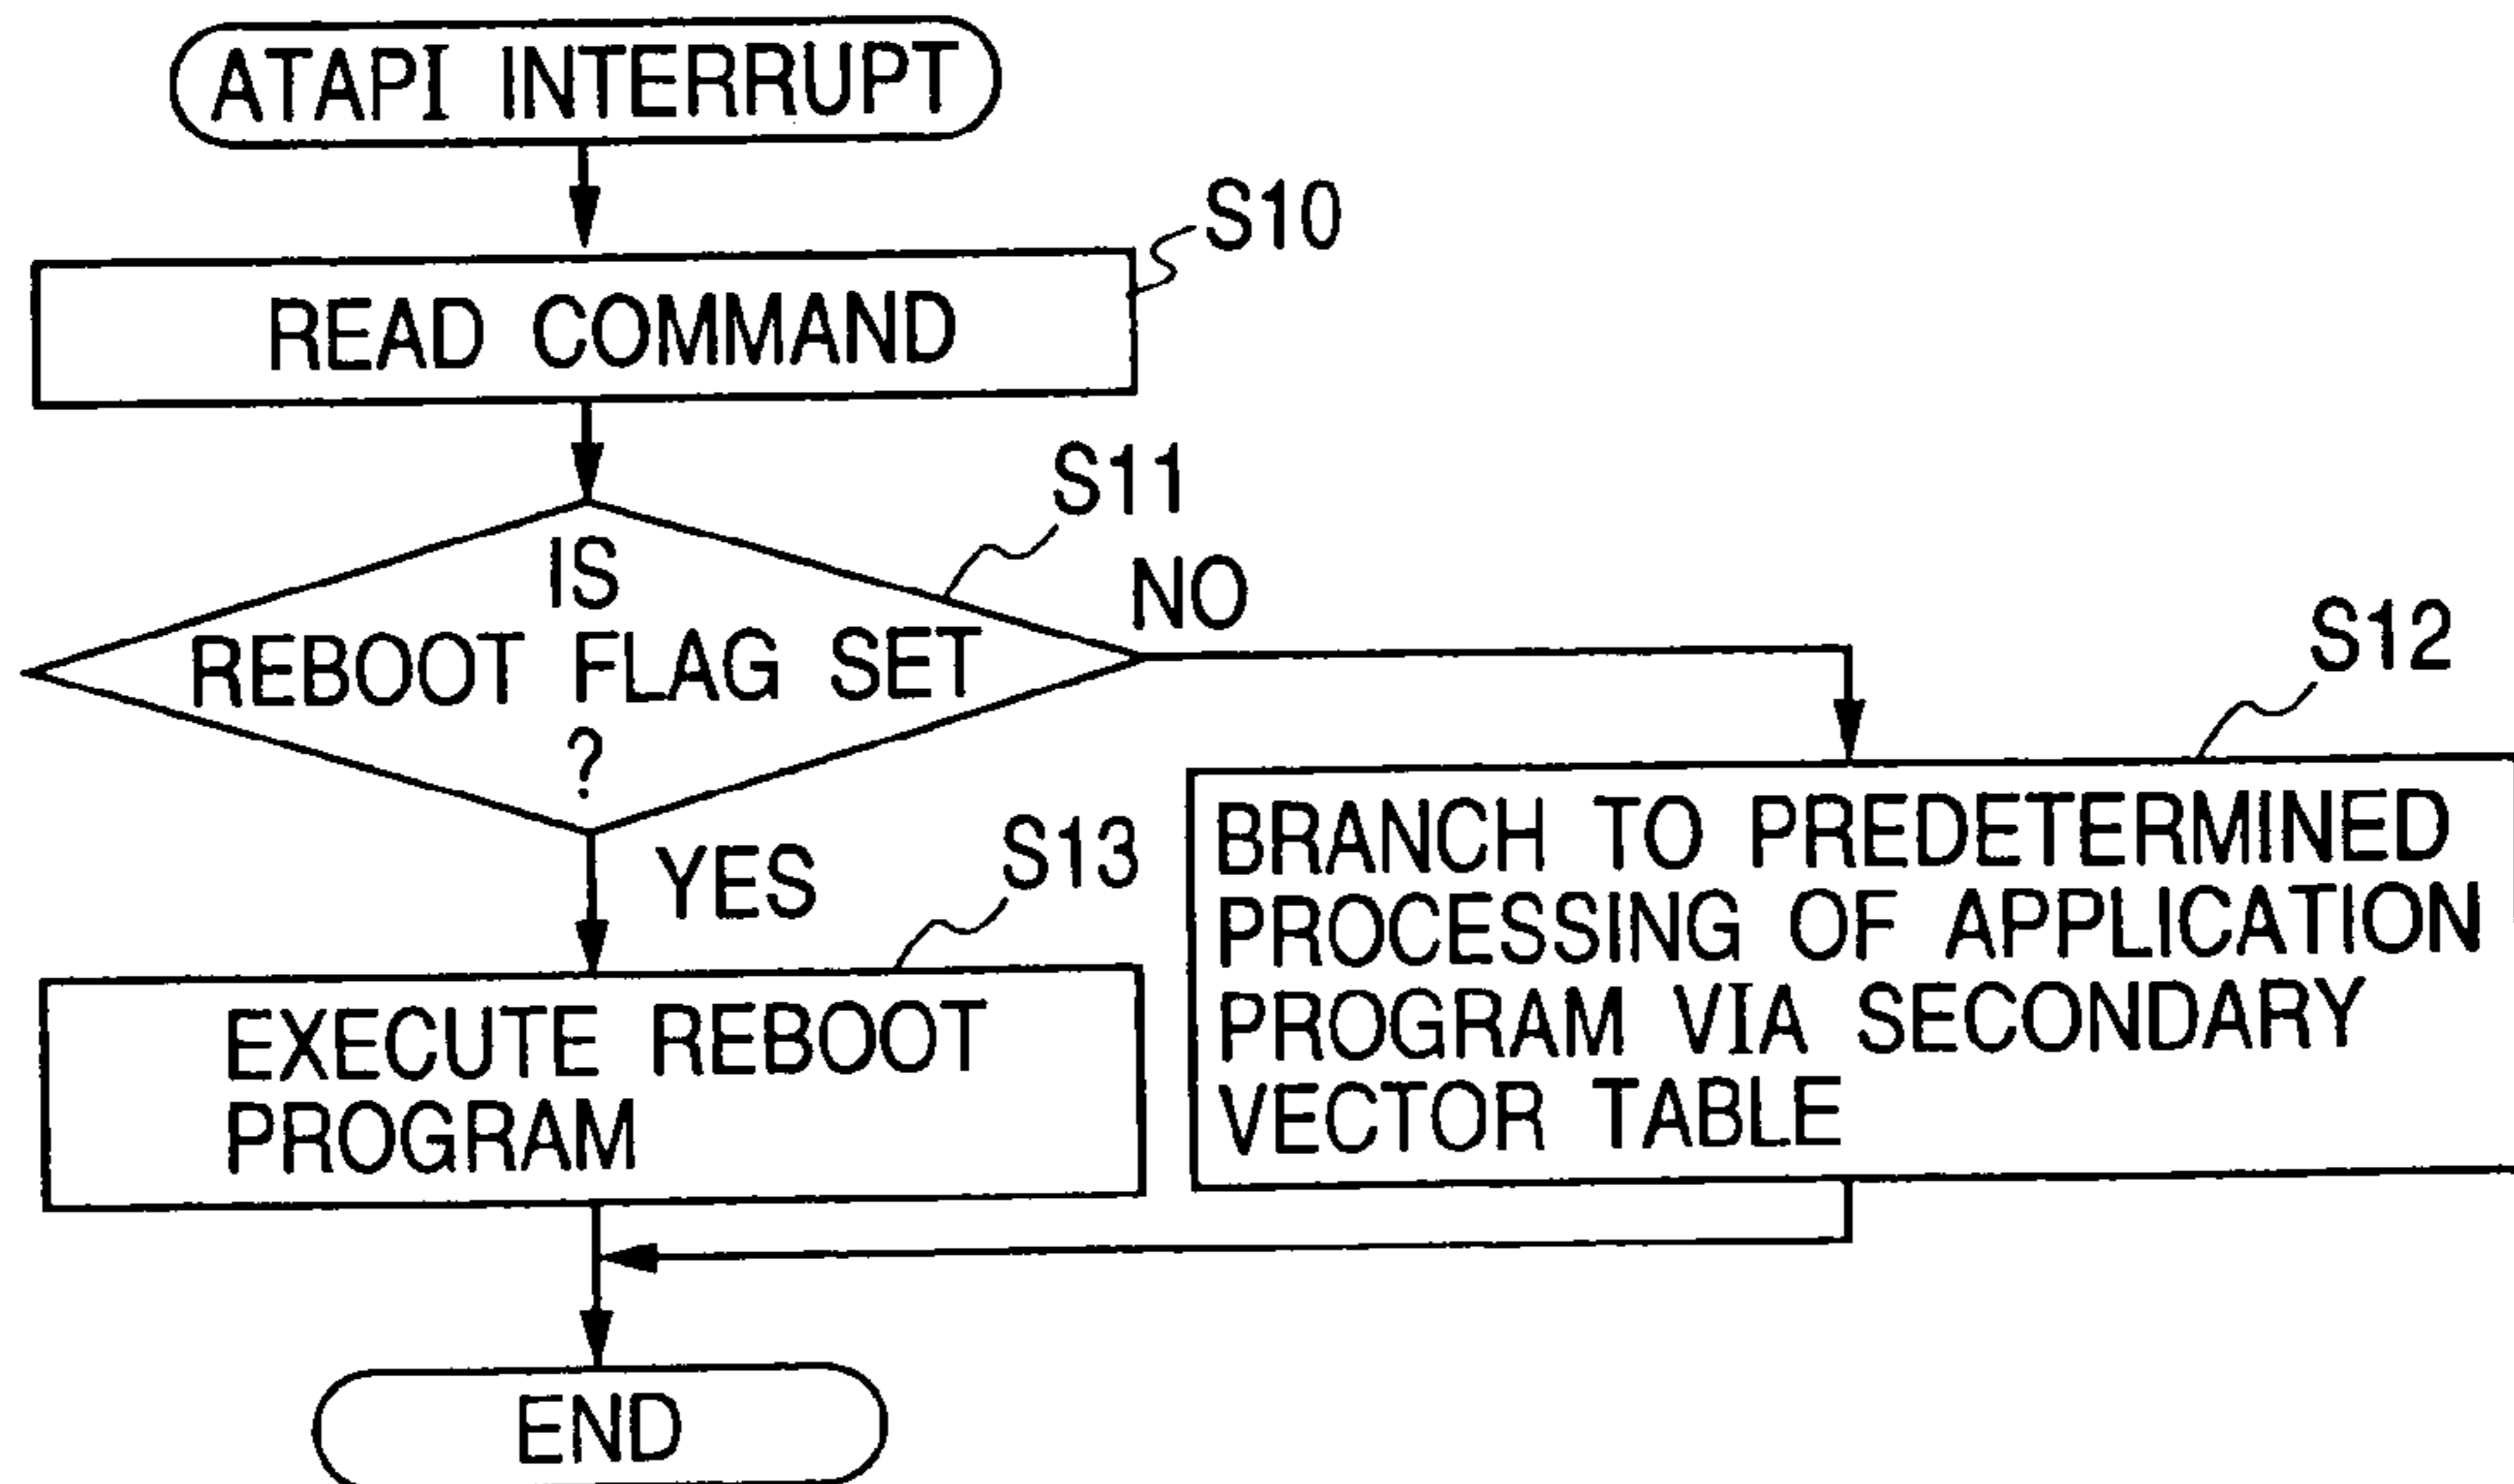 ATAPI INTERRUPT
S10
READ COMMAND
S11
IS
REBOOT FLAG SET
?
NO
YES
S12
BRANCH TO PREDETERMINED
PROCESSING OF APPLICATION
PROGRAM VIA SECONDARY
VECTOR TABLE
S13
EXECUTE REBOOT
PROGRAM
END